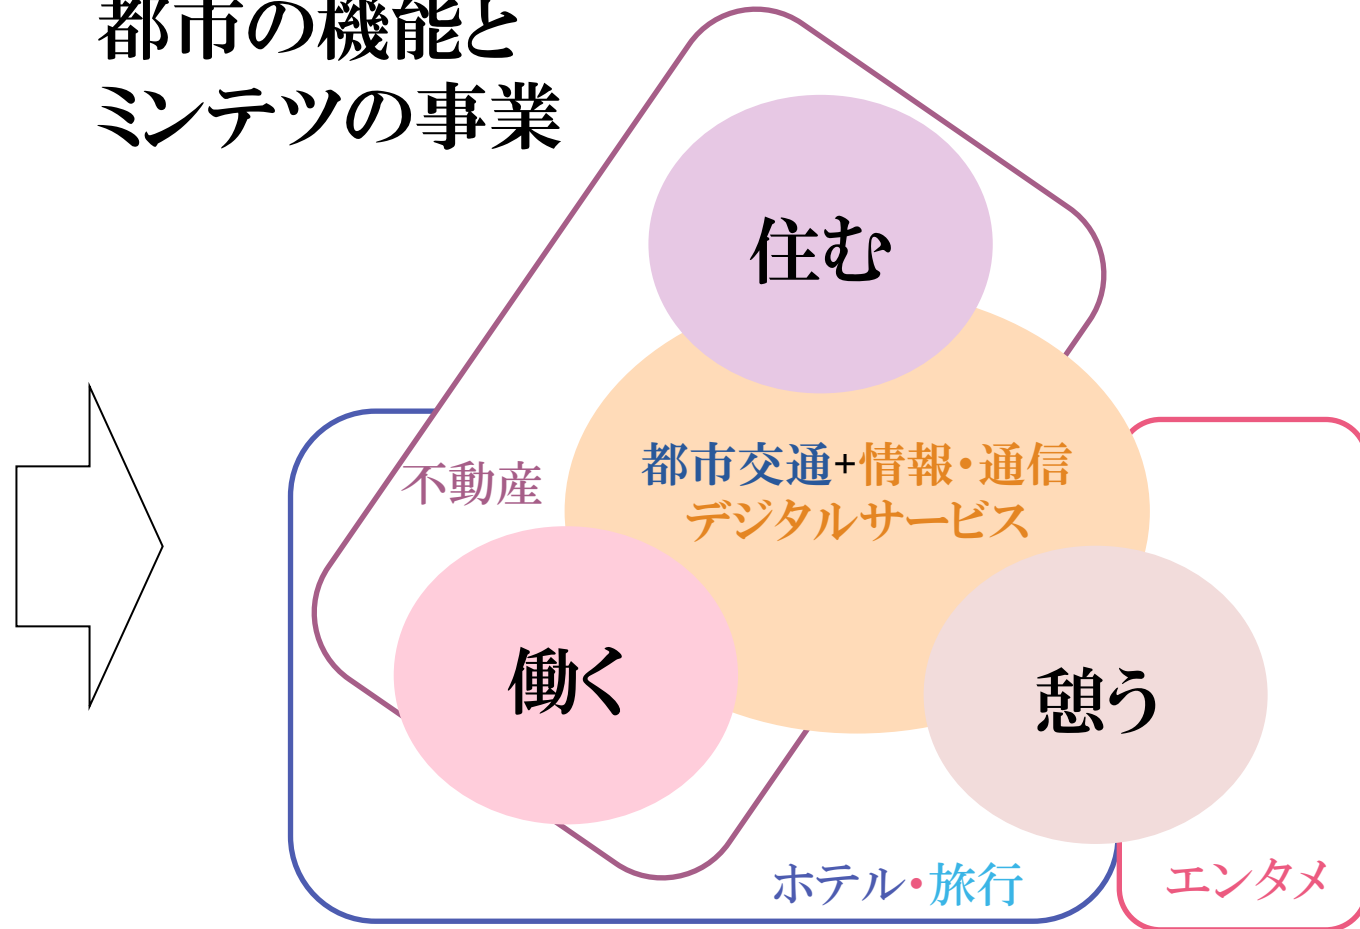 都市の機能と
ミンテツの事業
住む
都市交通+情報・通信
デジタルサービス
不動産
働く
憩う
ホテル・旅行
エンタメ